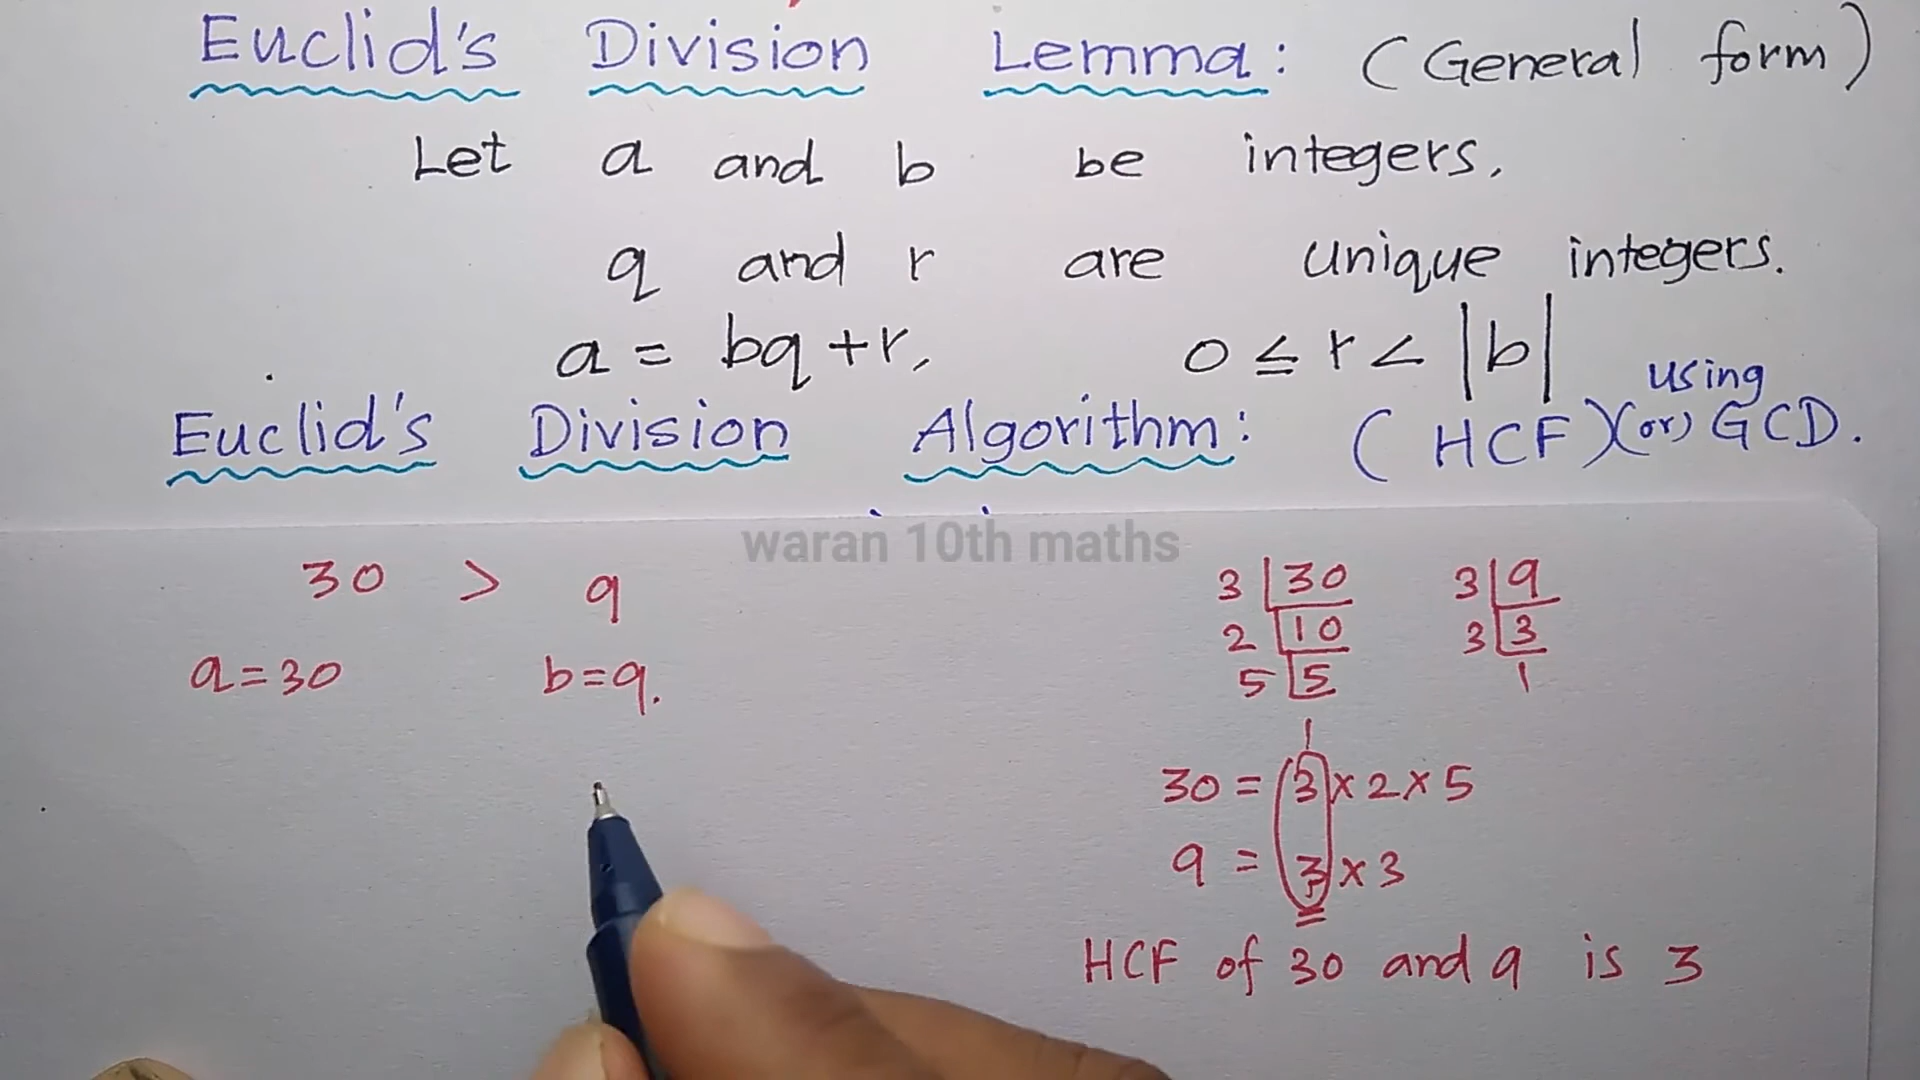 Euclid's Division Lemma: (General form)
Let a and b be integers,
q and r are unique integers.
a = bq + r, 0 ≤ r < |b|
using
Euclid's Division Algorithm: (HCF)(or) GCD.
waran 10th maths
30 > 9
a=30 b=9.
3 | 30
2 | 10
5 | 5
1
3 | 9
3 | 3
1
30 = 3 × 2 × 5
9 = 3 × 3
HCF of 30 and 9 is 3